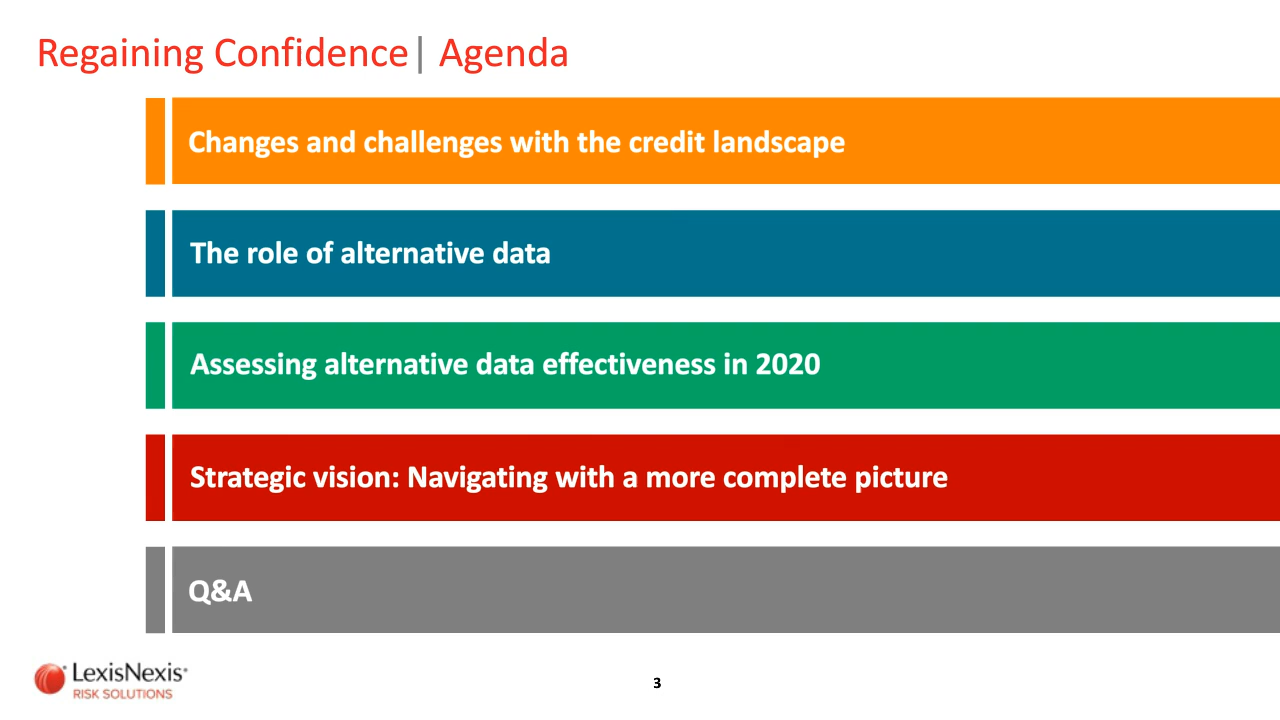 Regaining Confidence| Agenda
Changes and challenges with the credit landscape
The role of alternative data
Assessing alternative data effectiveness in 2020
Strategic vision: Navigating with a more complete picture
Q&A
LexisNexis®
RISK SOLUTIONS
3